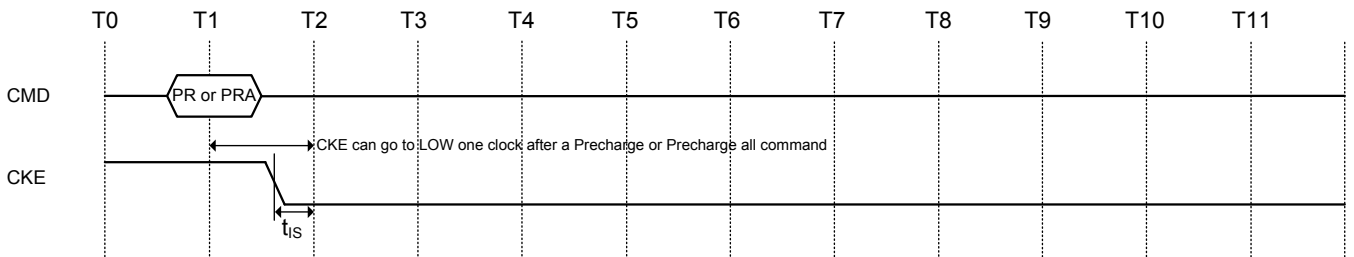 T0 T1 T2 T3 T4 T5 T6 T7 T8 T9 T10 T11
CMD PR or PRA
CKE can go to LOW one clock after a Precharge or Precharge all command
CKE
tIS